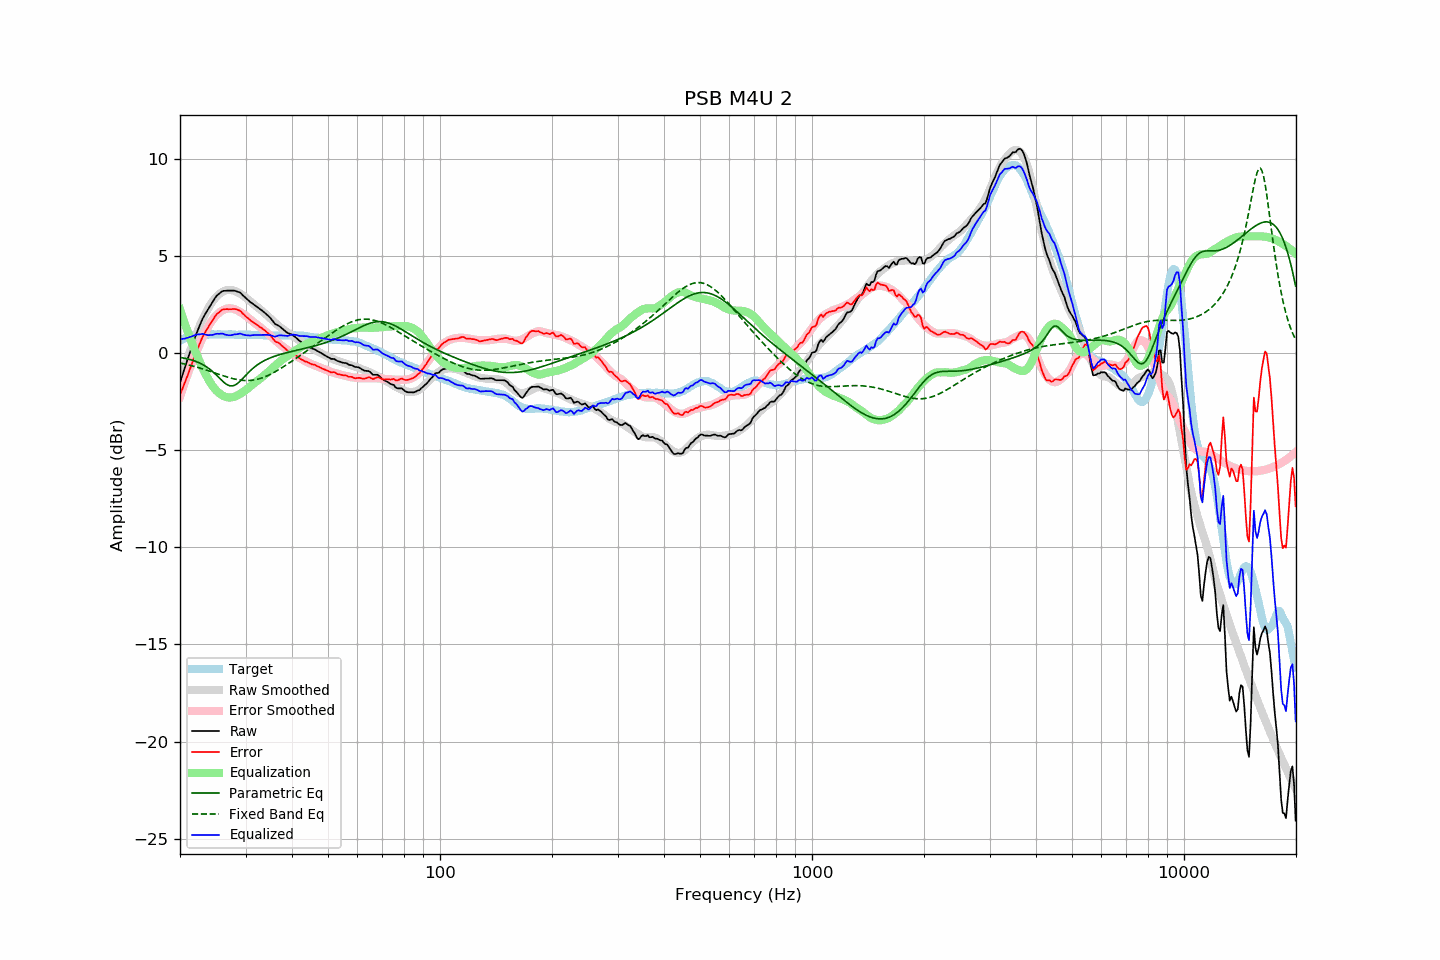 PSB M4U 2
10
5
0
−5
−10
−15
−20
−25
Amplitude (dBr)
Target
Raw Smoothed
Error Smoothed
Raw
Error
Equalization
Parametric Eq
Fixed Band Eq
Equalized
100
1000
10000
Frequency (Hz)